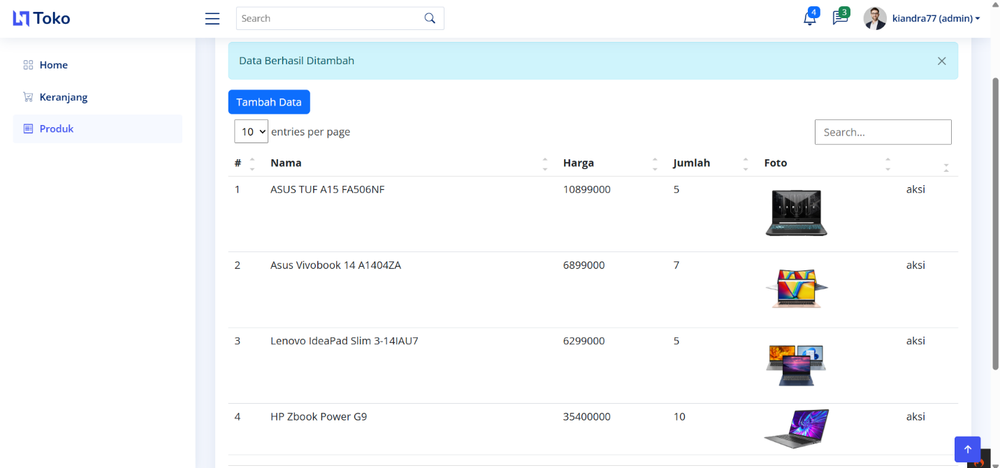 Toko
Search
4
3
kiandra77 (admin)
Home
Keranjang
Produk
Data Berhasil Ditambah
Tambah Data
10 entries per page
Search...
# Nama Harga Jumlah Foto
1 ASUS TUF A15 FA506NF 10899000 5 aksi
2 Asus Vivobook 14 A1404ZA 6899000 7 aksi
3 Lenovo IdeaPad Slim 3-14IAU7 6299000 5 aksi
4 HP Zbook Power G9 35400000 10 aksi